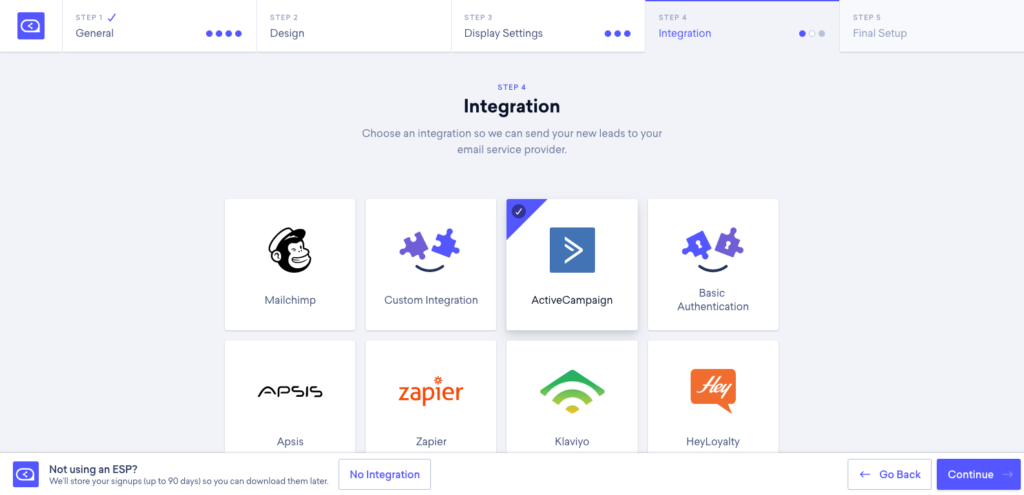 STEP 1
General
STEP 2
Design
STEP 3
Display Settings
STEP 4
Integration
STEP 5
Final Setup
STEP 4
Integration
Choose an integration so we can send your new leads to your
email service provider.
Mailchimp
Custom Integration
ActiveCampaign
Basic
Authentication
APSIS
zapier
Hey
Apsis
Zapier
Klaviyo
HeyLoyalty
Not using an ESP?
We'll store your signups (up to 90 days) so you can download them later.
No Integration
← Go Back
Continue →